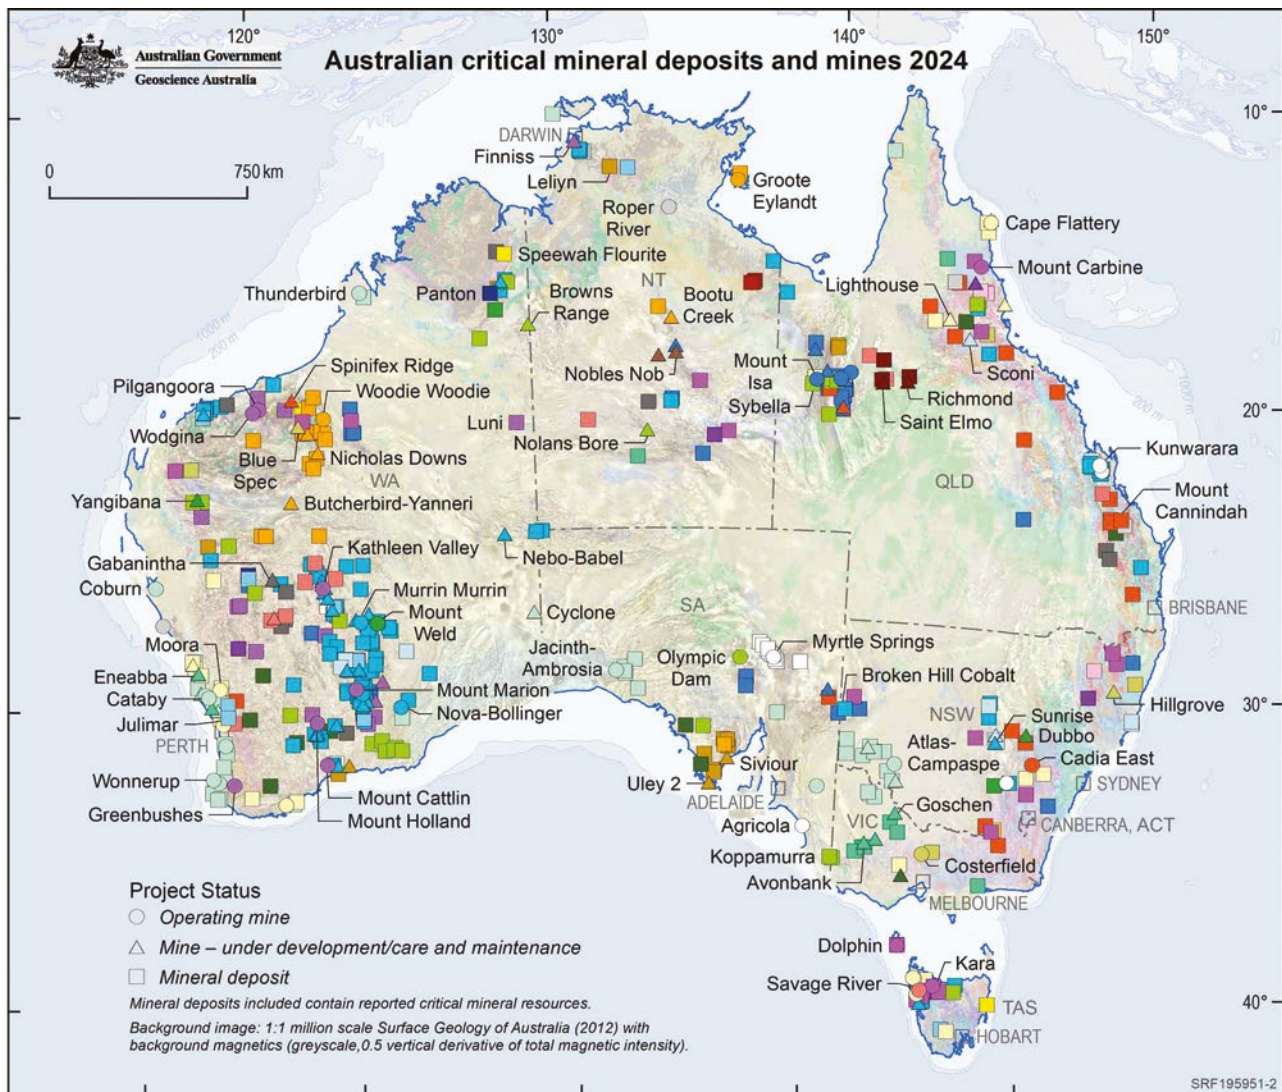 120°
130°
140°
150°
Australian Government
Geoscience Australia
Australian critical mineral deposits and mines 2024
10°
DARWIN
Finniss
0
750 km
Leliyn
Groote
Eylandt
Roper
River
Cape Flattery
Speewah Flourite
NT
Mount Carbine
Thunderbird
Panton
Browns
Range
Bootu
Creek
Lighthouse
1000 m
200 m
Spinifex Ridge
Pilgangoora
Woodie Woodie
Nobles Nob
Mount
Isa
Sybella
Sconi
Richmond
Saint Elmo
1000 m
200 m
20°
Wodgina
Luni
Nolans Bore
Blue
Spec
Nicholas Downs
WA
QLD
Kunwarara
Yangibana
Butcherbird-Yanneri
Mount
Cannindah
Gabanintha
Kathleen Valley
Nebo-Babel
Coburn
Murrin Murrin
Mount
Weld
Cyclone
SA
BRISBANE
Moora
Jacinth-
Ambrosia
Olympic
Dam
Myrtle Springs
Eneabba
Cataby
Mount Marion
Broken Hill Cobalt
Hillgrove
30°
Julimar
Nova-Bollinger
NSW
Sunrise
Dubbo
PERTH
Atlas-
Campaspe
Cadia East
Wonnerup
Siviour
Uley 2
ADELAIDE
SYDNEY
Greenbushes
Mount Cattlin
Mount Holland
Agricola
VIC
Goschen
CANBERRA, ACT
Koppamurra
Costerfield
Avonbank
MELBOURNE
Project Status
Operating mine
Mine – under development/care and maintenance
Mineral deposit
Mineral deposits included contain reported critical mineral resources.
Background image: 1:1 million scale Surface Geology of Australia (2012) with
background magnetics (greyscale,0.5 vertical derivative of total magnetic intensity).
Dolphin
Kara
Savage River
TAS
40°
HOBART
SRF195951-2